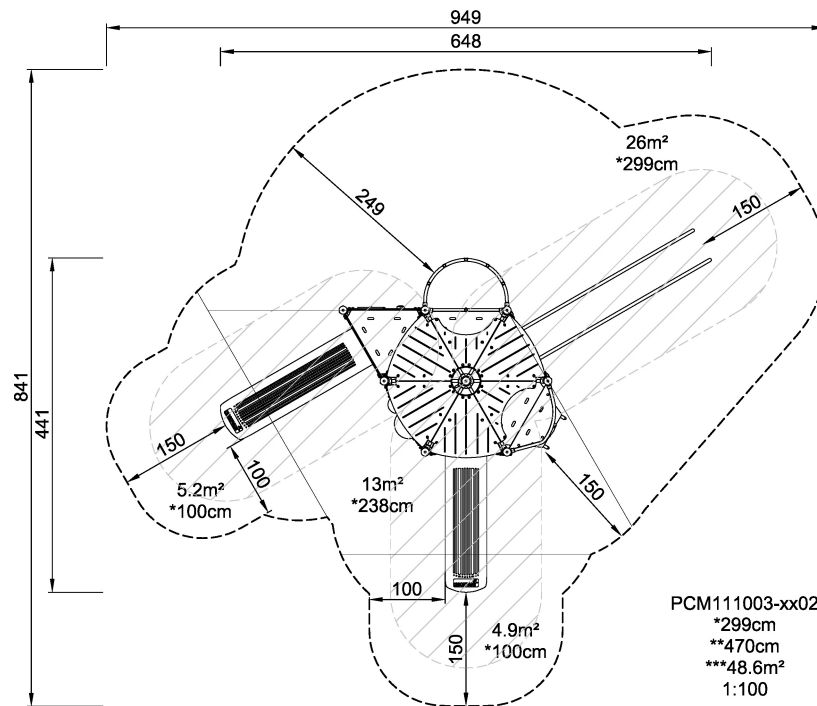 949
648
26m²
*299cm
150
249
841
441
150
100
5.2m²
*100cm
13m²
*238cm
150
100
4.9m²
*100cm
150
PCM111003-xx02
*299cm
**470cm
***48.6m²
1:100